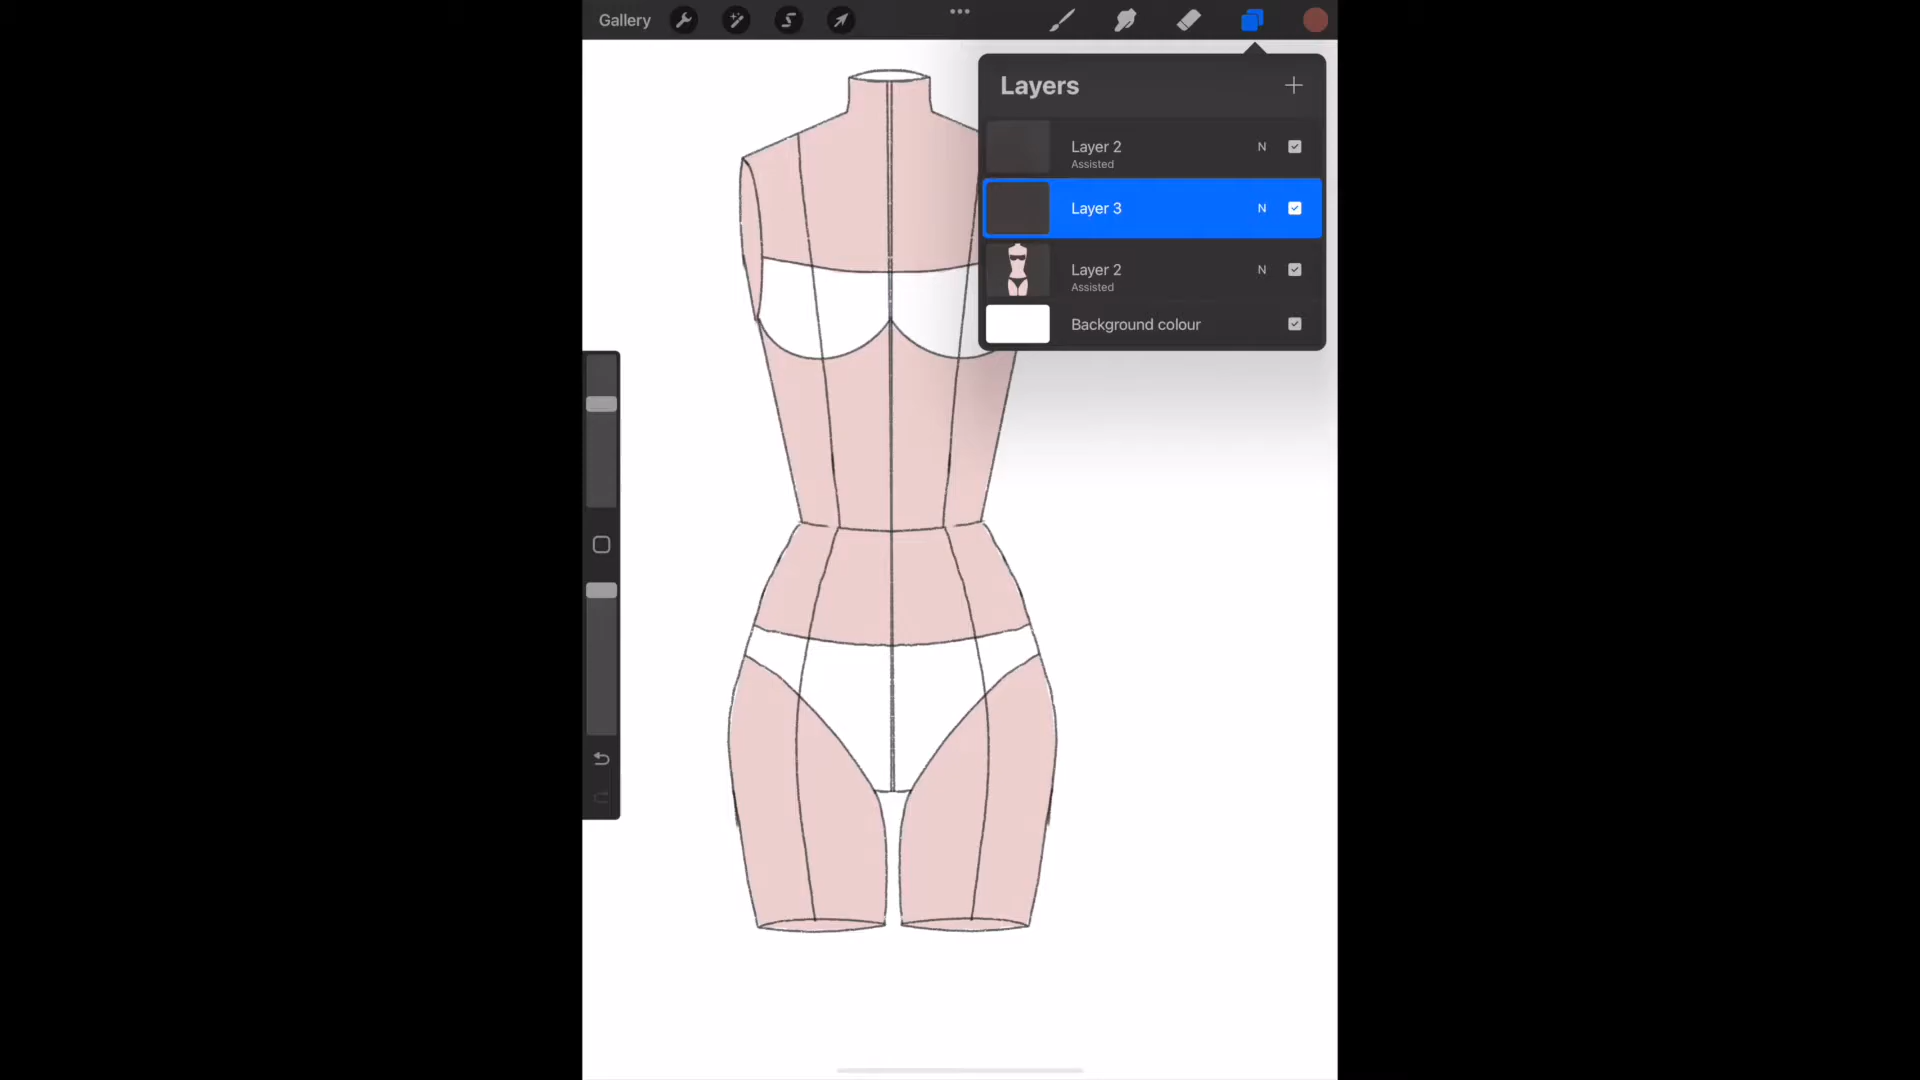 Gallery
Layers
Layer 2 N
Assisted
Layer 3 N
Layer 2 N
Assisted
Background colour